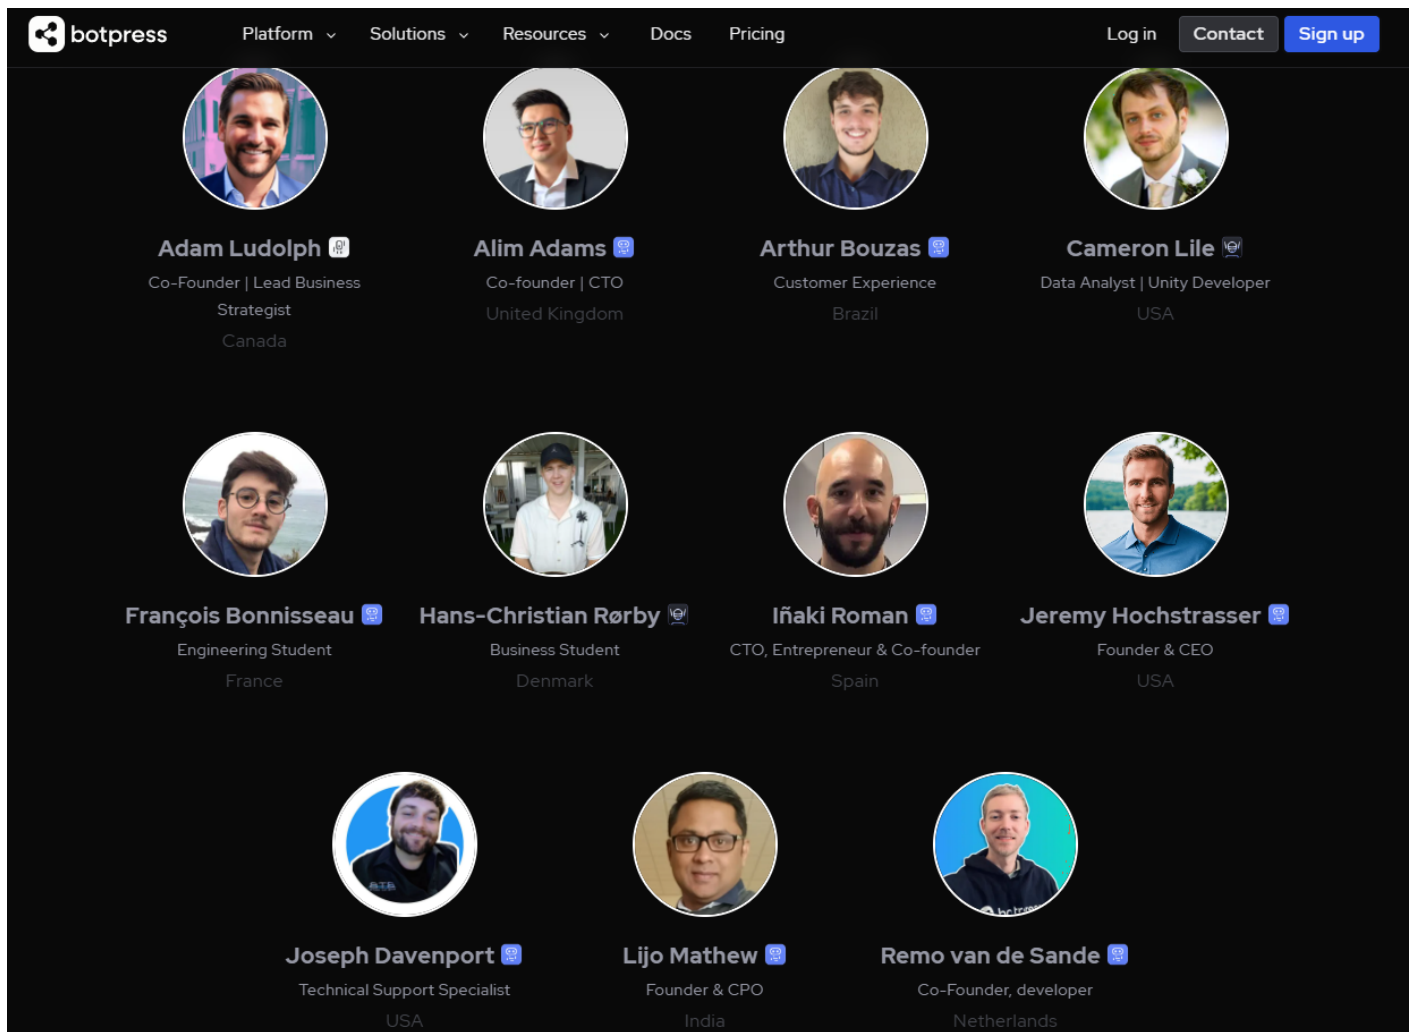 botpress
Platform
Solutions
Resources
Docs
Pricing
Log in
Contact
Sign up
Adam Ludolph
Co-Founder | Lead Business
Strategist
Canada
Alim Adams
Co-founder | CTO
United Kingdom
Arthur Bouzas
Customer Experience
Brazil
Cameron Lile
Data Analyst | Unity Developer
USA
François Bonnisseau
Engineering Student
France
Hans-Christian Rørby
Business Student
Denmark
Iñaki Roman
CTO, Entrepreneur & Co-founder
Spain
Jeremy Hochstrasser
Founder & CEO
USA
Joseph Davenport
Technical Support Specialist
USA
Lijo Mathew
Founder & CPO
India
Remo van de Sande
Co-Founder, developer
Netherlands